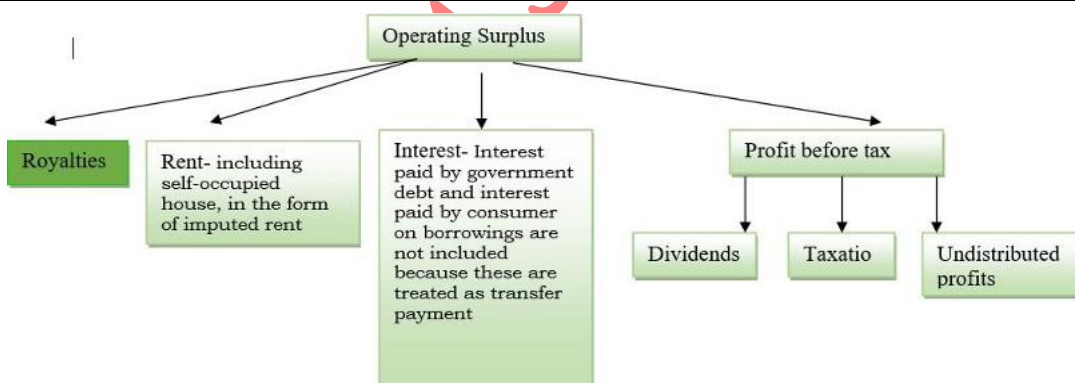 Operating Surplus
Royalties
Rent- including
self-occupied
house, in the form
of imputed rent
Interest- Interest
paid by government
debt and interest
paid by consumer
on borrowings are
not included
because these are
treated as transfer
payment
Profit before tax
Dividends
Taxatio
Undistributed
profits